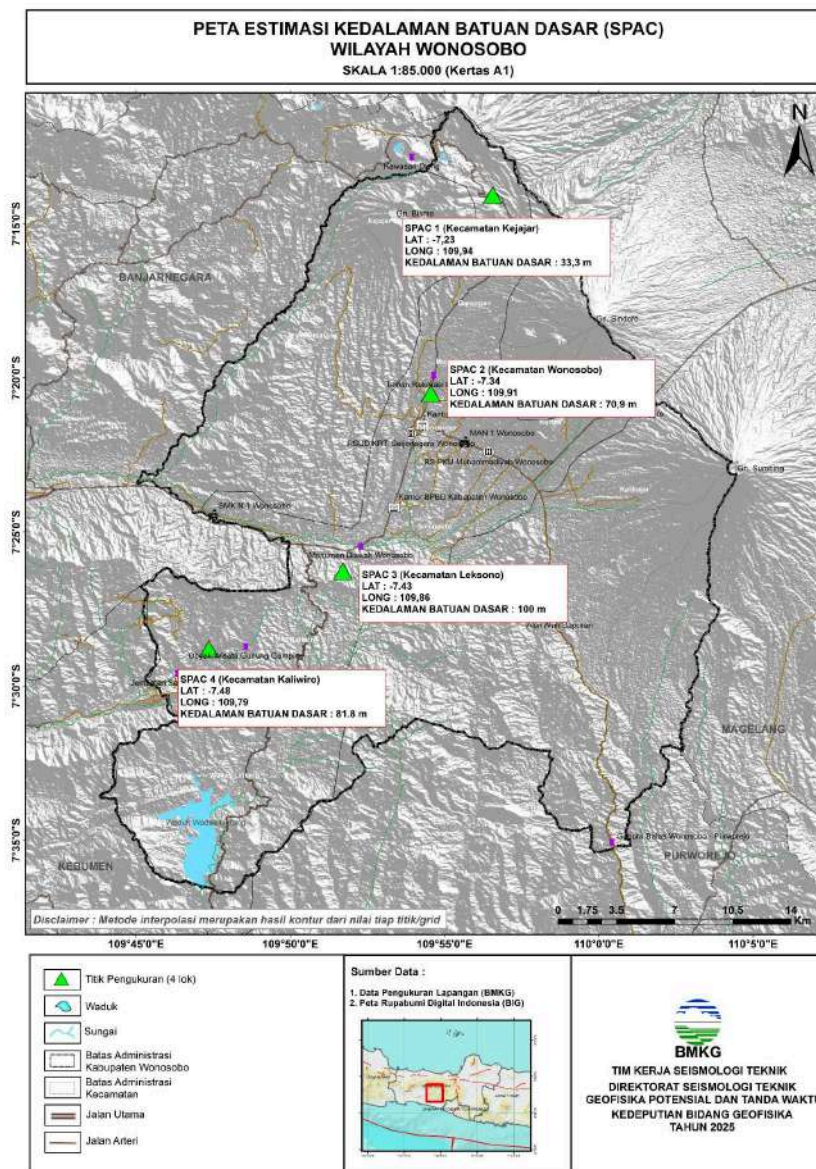 PETA ESTIMASI KEDALAMAN BATUAN DASAR (SPAC)
WILAYAH WONOSOBO
SKALA 1:85.000 (Kertas A1)
N
7°15'0"S
7°20'0"S
7°25'0"S
7°30'0"S
7°35'0"S
Gn. Bismo
SPAC 1 (Kecamatan Kejajar)
LAT : -7,23
LONG : 109,94
KEDALAMAN BATUAN DASAR : 33,3 m
BANJARNEGARA
Gn. Sindoro
SPAC 2 (Kecamatan Wonosobo)
LAT : -7.34
LONG : 109,91
KEDALAMAN BATUAN DASAR : 70,9 m
MAN 1 Wonosobo
RS PKU Muhammadiyah Wonosobo
Gn. Sumbing
Kantor BPBD Kabupaten Wonosobo
SMK N 1 Wonosobo
SPAC 3 (Kecamatan Leksono)
LAT : -7.43
LONG : 109,86
KEDALAMAN BATUAN DASAR : 100 m
SPAC 4 (Kecamatan Kaliwiro)
LAT : -7.48
LONG : 109,79
KEDALAMAN BATUAN DASAR : 81.8 m
MAGELANG
KEBUMEN
PURWOREJO
Disclaimer : Metode interpolasi merupakan hasil kontur dari nilai tiap titik/grid
0 1.75 3.5 7 10.5 14
Km
109°45'0"E 109°50'0"E 109°55'0"E 110°0'0"E 110°5'0"E
Titik Pengukuran (4 lok)
Waduk
Sungai
Batas Administrasi
Kabupaten Wonosobo
Batas Administrasi
Kecamatan
Jalan Utama
Jalan Arteri
Sumber Data :
1. Data Pengukuran Lapangan (BMKG)
2. Peta Rupabumi Digital Indonesia (BIG)
BMKG
TIM KERJA SEISMOLOGI TEKNIK
DIREKTORAT SEISMOLOGI TEKNIK
GEOFISIKA POTENSIAL DAN TANDA WAKTU
KEDEPUTIAN BIDANG GEOFISIKA
TAHUN 2025